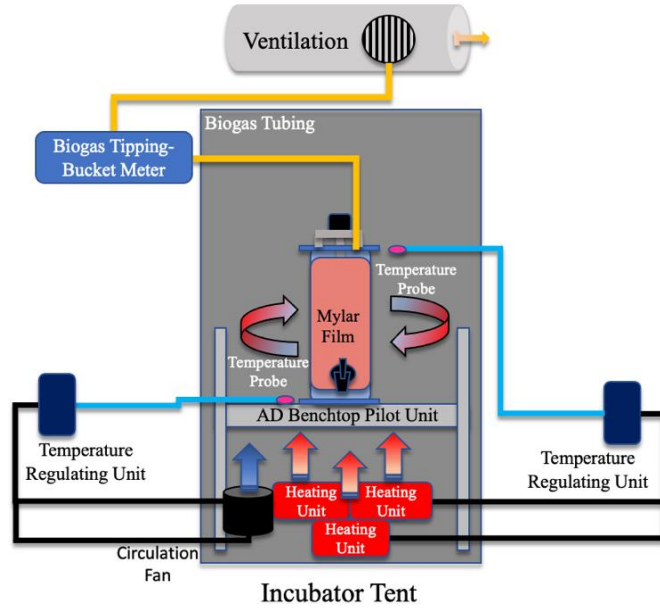 Ventilation
Biogas Tubing
Biogas Tipping-
Bucket Meter
Temperature
Probe
Mylar
Film
Temperature
Probe
AD Benchtop Pilot Unit
Temperature
Regulating Unit
Temperature
Regulating Unit
Heating
Unit
Heating
Unit
Heating
Unit
Circulation
Fan
Incubator Tent